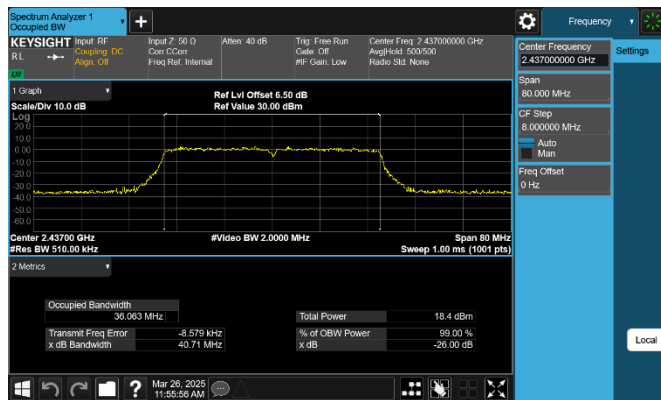 Spectrum Analyzer 1
Occupied BW
+
Frequency
KEYSIGHT
RL
Input: RF
Coupling: DC
Align: Off
Input Z: 50 Ω
Corr CCorr
Freq Ref: Internal
Atten: 40 dB
Trig: Free Run
Gate: Off
#IF Gain: Low
Center Freq: 2.437000000 GHz
Avg|Hold: 500/500
Radio Std: None
LXI
Center Frequency
2.437000000 GHz
Settings
Span
80.000 MHz
CF Step
8.000000 MHz
Auto
Man
Freq Offset
0 Hz
1 Graph
Scale/Div 10.0 dB
Ref Lvl Offset 6.50 dB
Ref Value 30.00 dBm
Log
20.0
10.0
0.00
-10.0
-20.0
-30.0
-40.0
-50.0
-60.0
Center 2.43700 GHz
#Video BW 2.0000 MHz
Span 80 MHz
#Res BW 510.00 kHz
Sweep 1.00 ms (1001 pts)
2 Metrics
Occupied Bandwidth
36.063 MHz
Total Power 18.4 dBm
Transmit Freq Error -8.579 kHz
% of OBW Power 99.00 %
x dB Bandwidth 40.71 MHz
x dB -26.00 dB
Local
?
Mar 26, 2025
11:55:56 AM